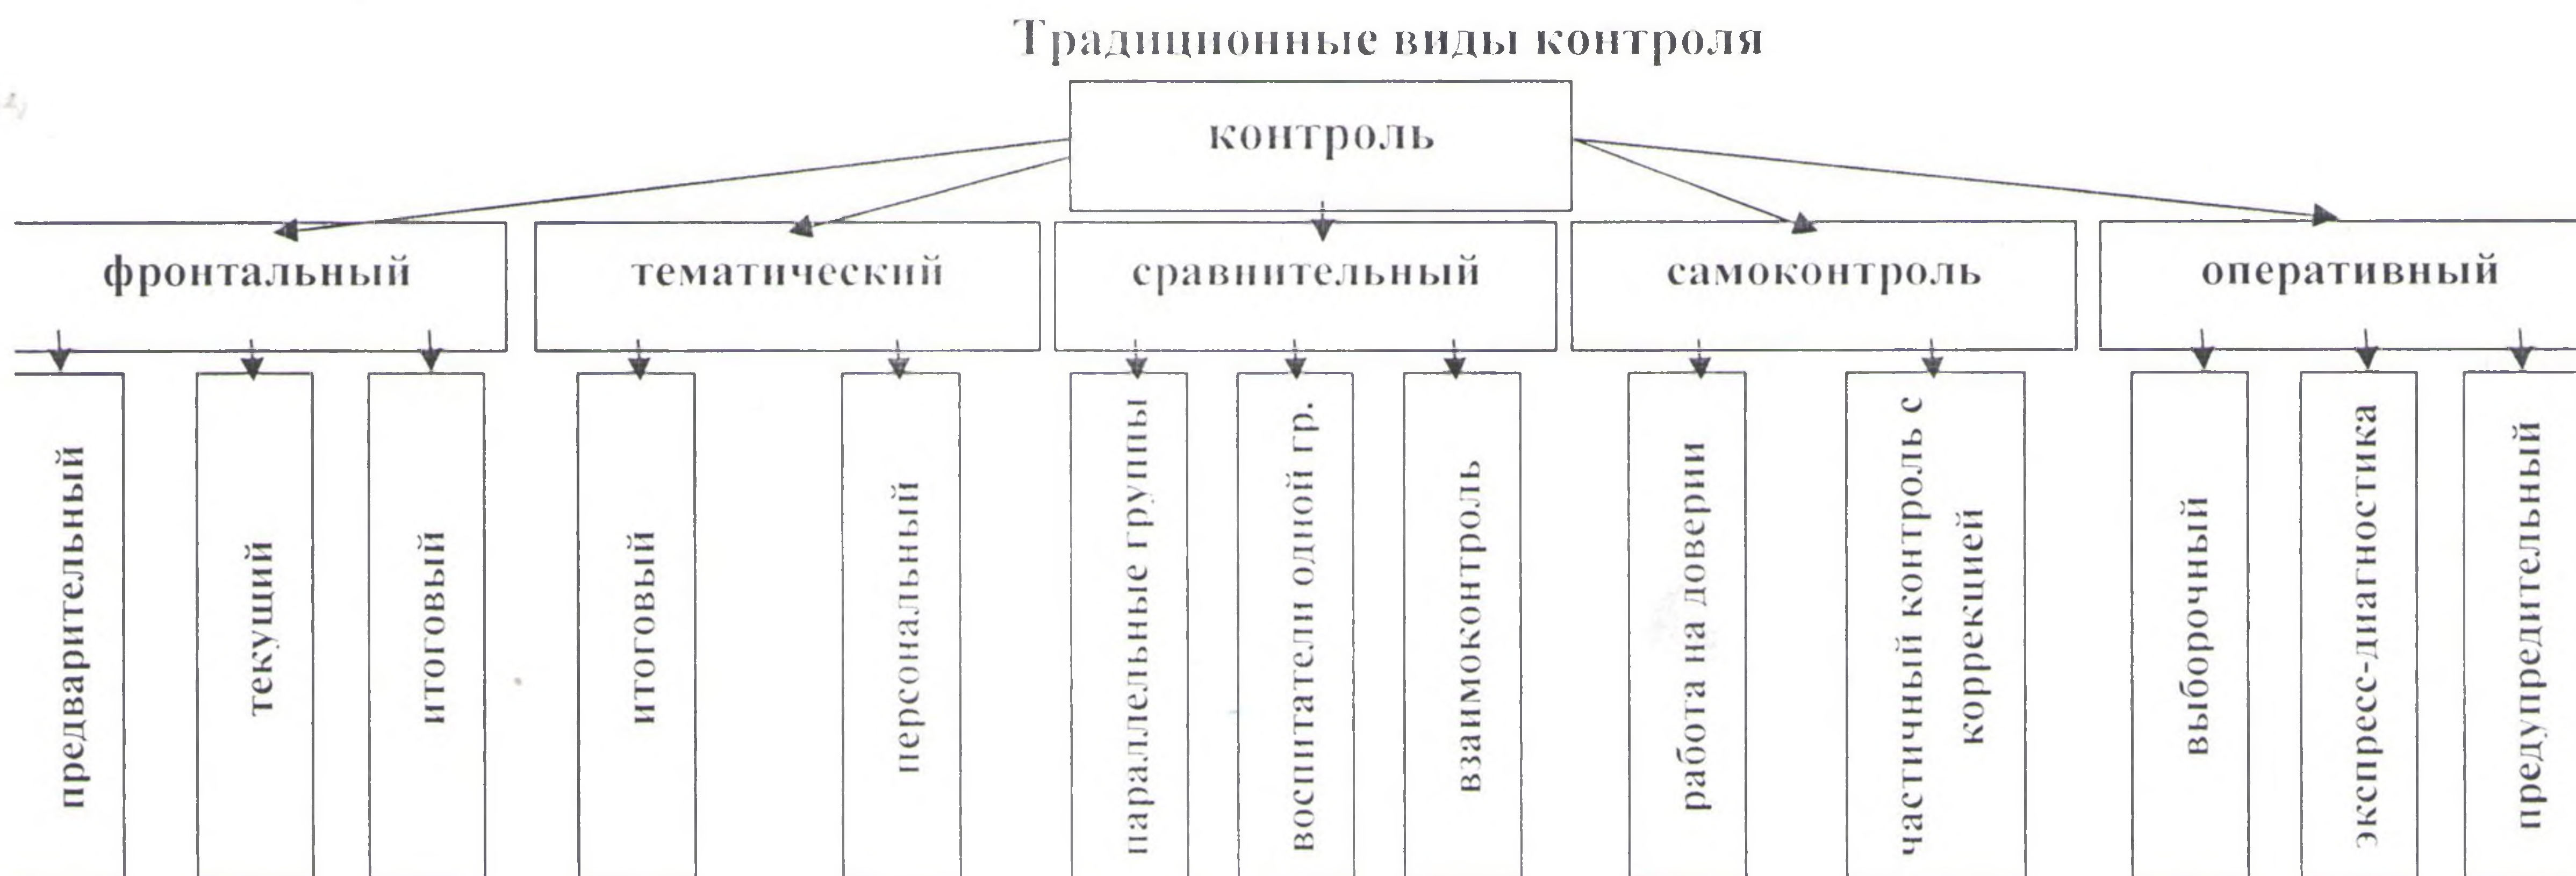 Традиционные виды контроля
контроль
фронтальный
тематический
сравнительный
самоконтроль
оперативный
предварительный
текущий
итоговый
итоговый
персональный
параллельные группы
воспитатели одной гр.
взаимоконтроль
работа на доверии
частичный контроль с
коррекцией
выборочный
экспресс-диагностика
предупредительный